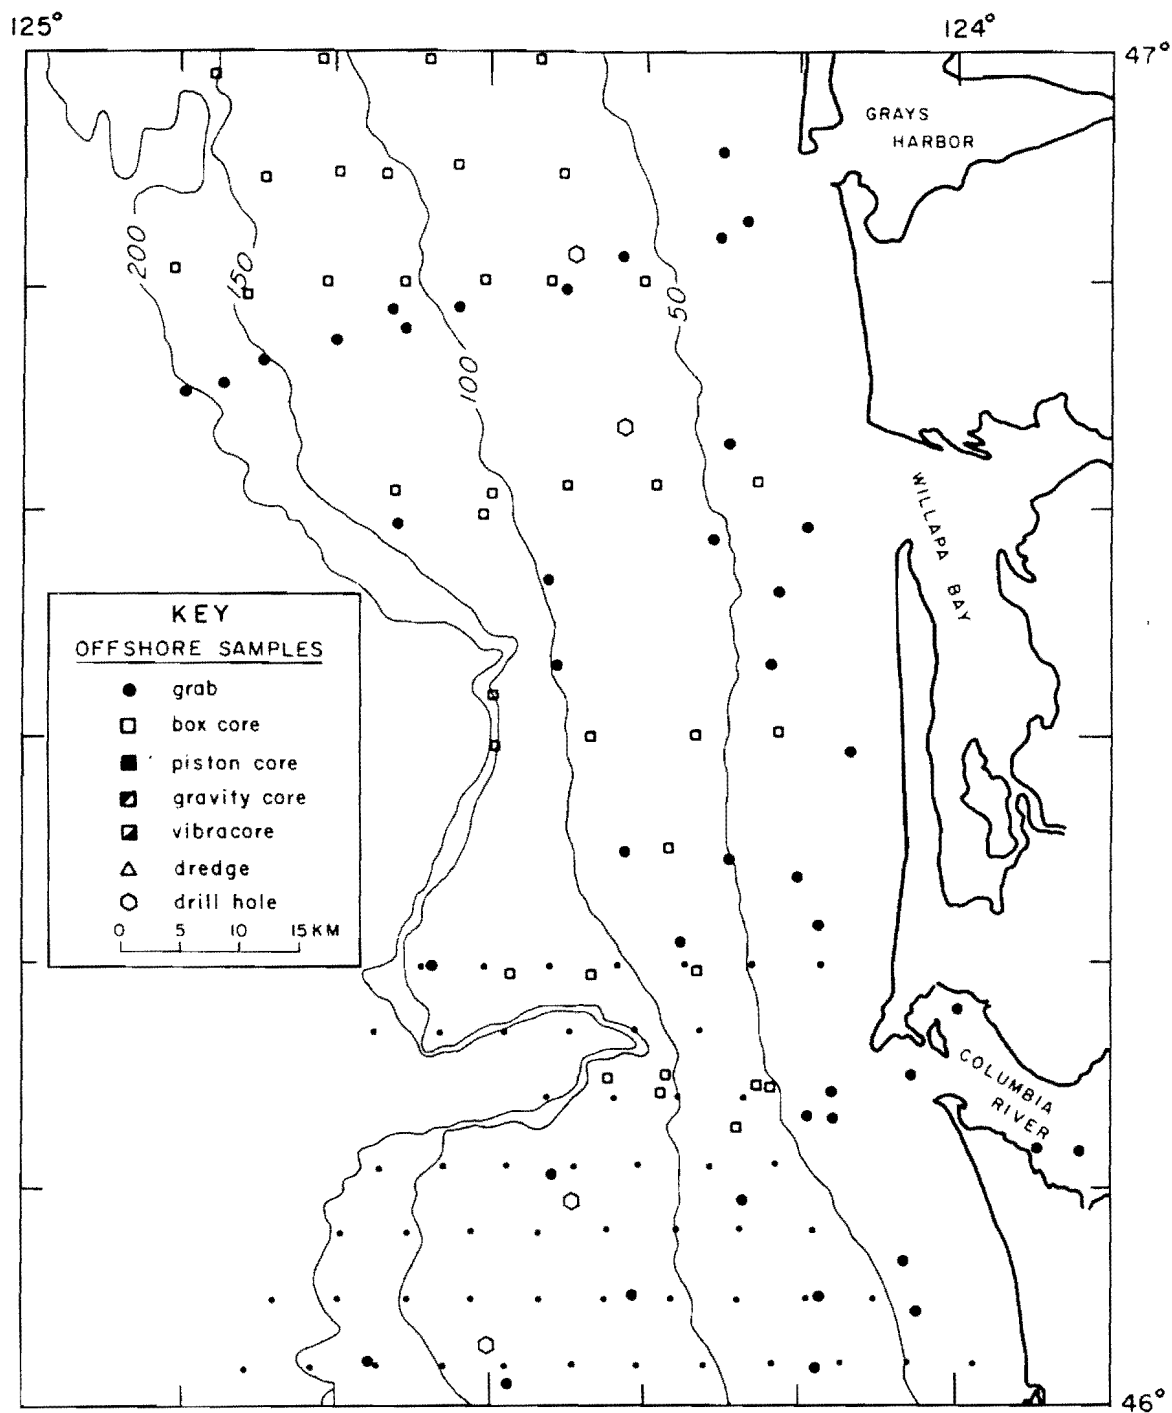 125°
124°
47°
GRAYS
HARBOR
200
150
100
50
WILLAPA BAY
KEY
OFFSHORE SAMPLES
grab
box core
piston core
gravity core
vibracore
dredge
drill hole
0 5 10 15 KM
COLUMBIA
RIVER
46°